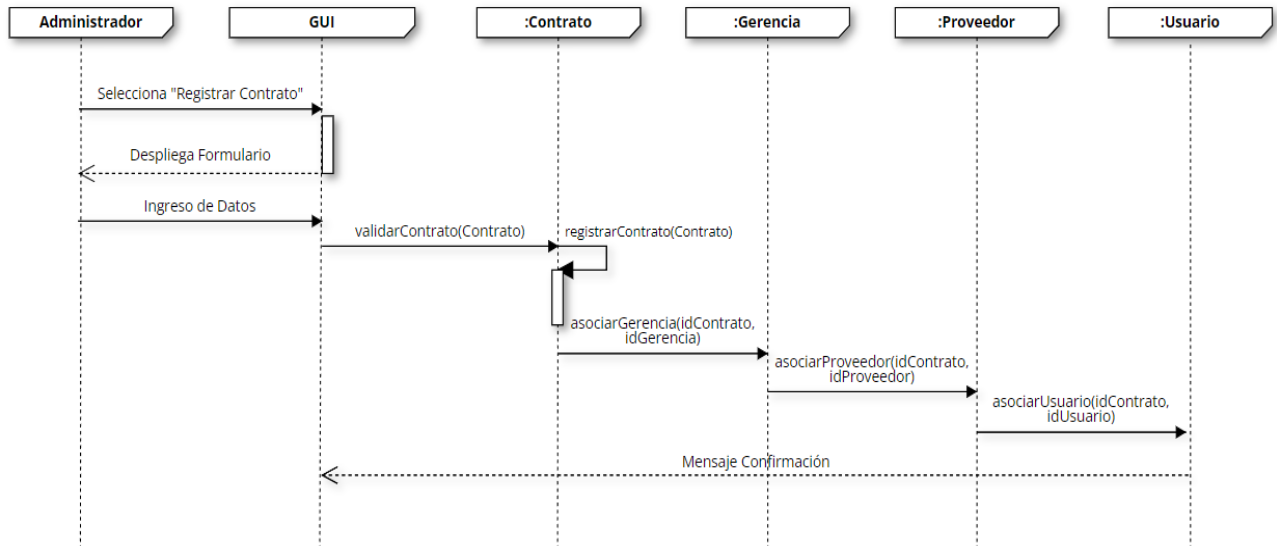 Administrador
GUI
:Contrato
:Gerencia
:Proveedor
:Usuario
Selecciona "Registrar Contrato"
Despliega Formulario
Ingreso de Datos
validarContrato(Contrato)
registrarContrato(Contrato)
asociarGerencia(idContrato,
idGerencia)
asociarProveedor(idContrato,
idProveedor)
asociarUsuario(idContrato,
idUsuario)
Mensaje Confirmación